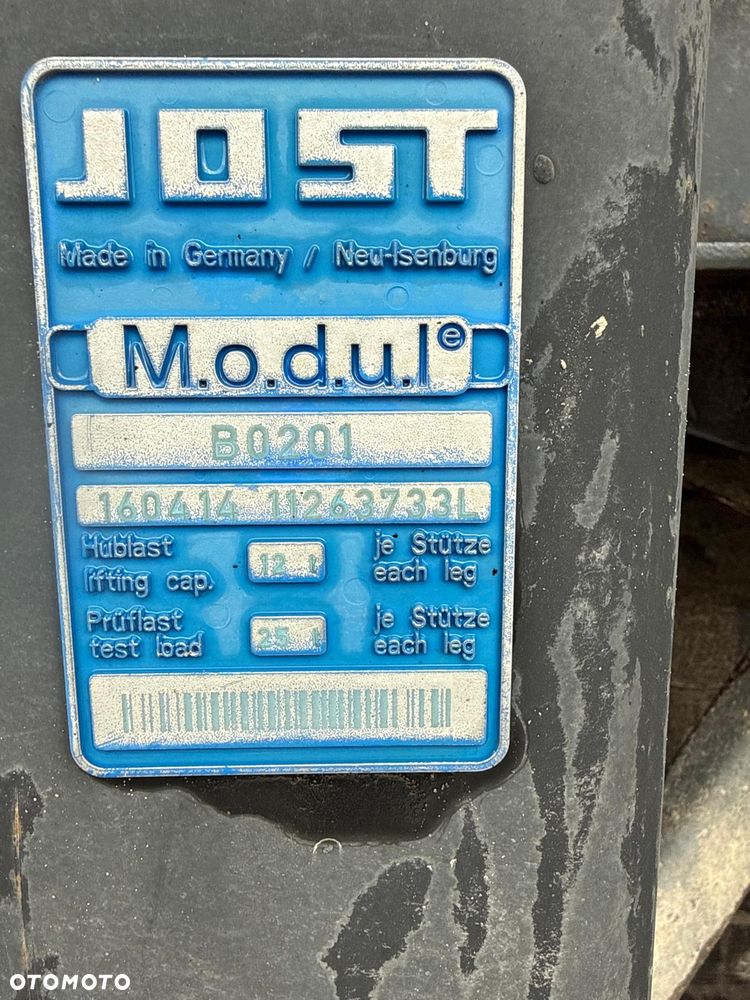 JOST
Made in Germany / Neu-Isenburg
M.o.d.u.l e
B0201
160414 11263733L
Hublast 12 t je Stütze
lifting cap. each leg
Prüflast 25 t je Stütze
test load each leg
OTOMOTO